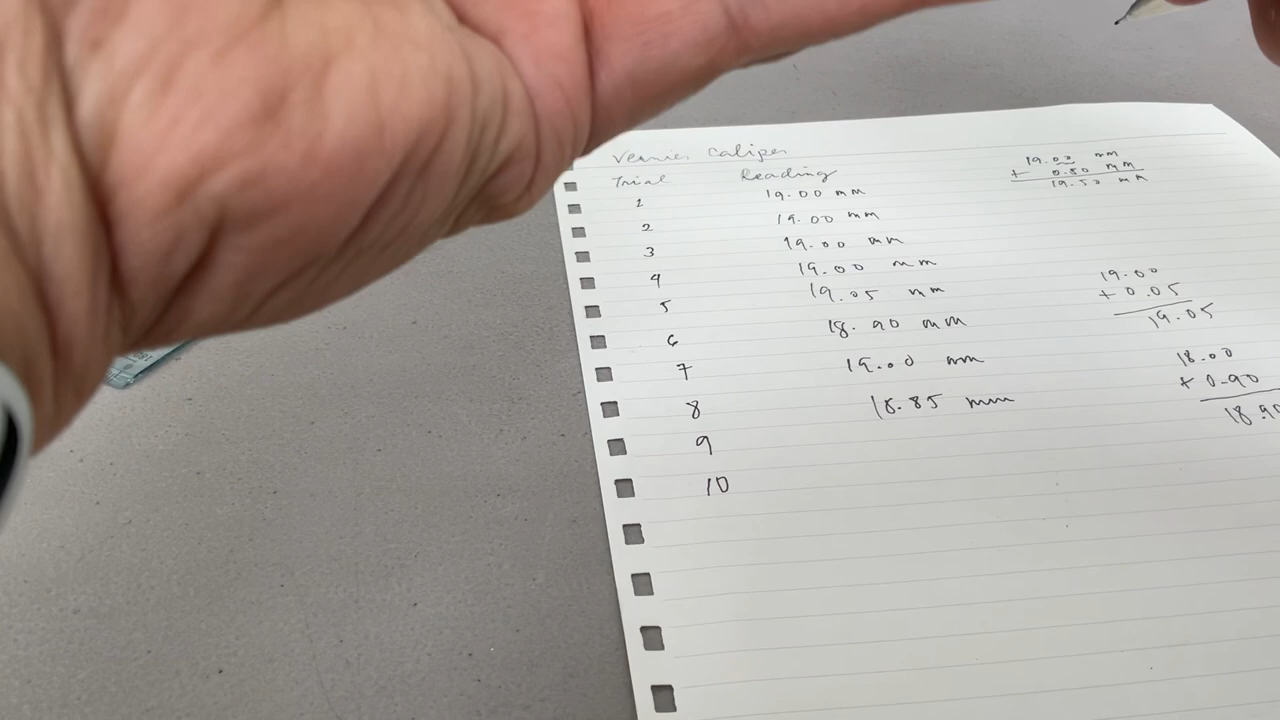 Vernier Caliper
Trial Reading
1 19.00 mm
2 19.00 mm
3 19.00 mm
4 19.00 mm
5 19.05 mm
6 18.90 mm
7 19.00 mm
8 18.85 mm
9
10
19.00 mm
+ 0.50 mm
19.50 mm
19.00
+ 0.05
19.05
18.00
+ 0.90
18.90